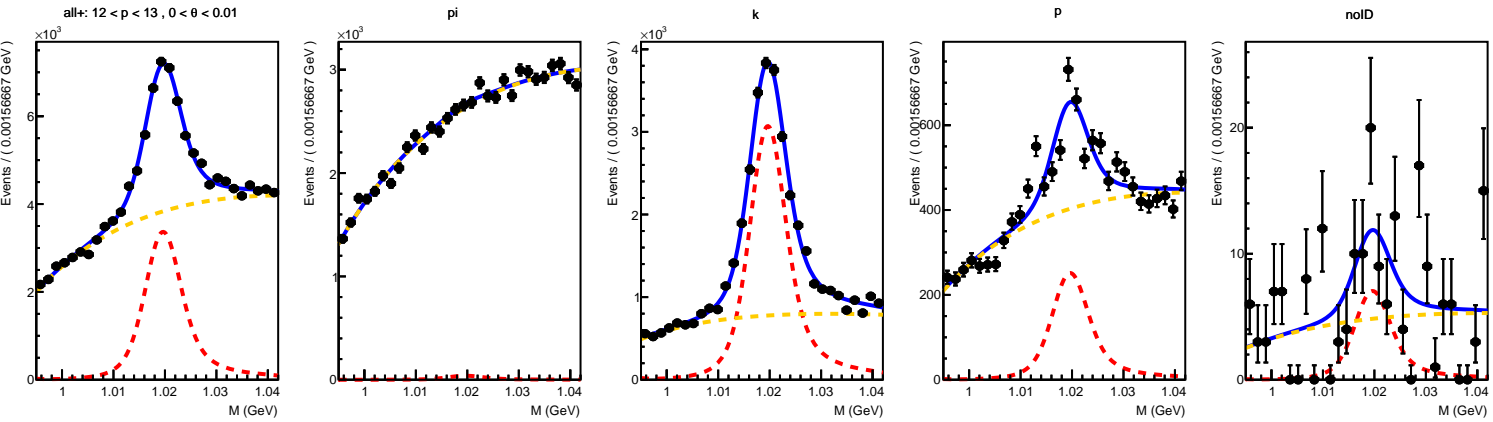 all+: 12 < p < 13 , 0 < θ < 0.01
×10³
Events / ( 0.00156667 GeV )
6
4
2
0
1 1.01 1.02 1.03 1.04
M (GeV)
pi
×10³
Events / ( 0.00156667 GeV )
3
2
1
0
1 1.01 1.02 1.03 1.04
M (GeV)
k
×10³
Events / ( 0.00156667 GeV )
4
3
2
1
0
1 1.01 1.02 1.03 1.04
M (GeV)
p
Events / ( 0.00156667 GeV )
600
400
200
0
1 1.01 1.02 1.03 1.04
M (GeV)
noID
Events / ( 0.00156667 GeV )
20
10
0
1 1.01 1.02 1.03 1.04
M (GeV)